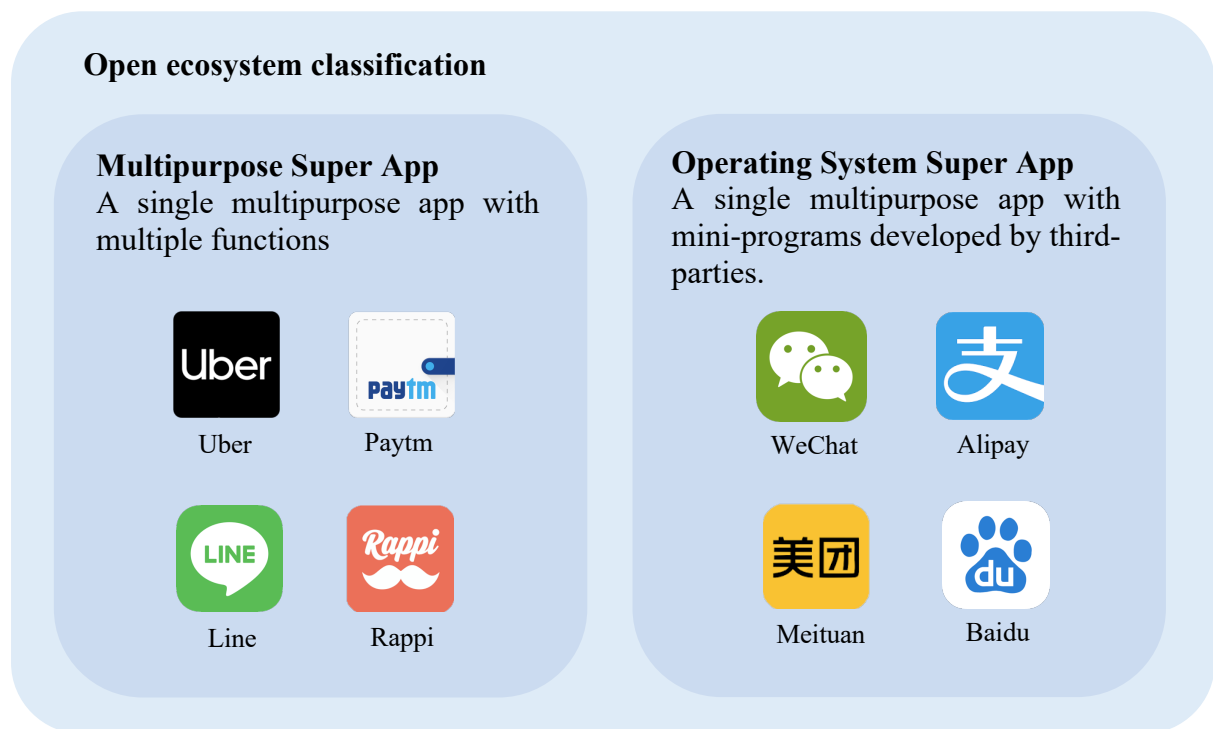 Open ecosystem classification
Multipurpose Super App
A single multipurpose app with
multiple functions
Uber
paytm
Uber
Paytm
LINE
Rappi
Line
Rappi
Operating System Super App
A single multipurpose app with
mini-programs developed by third-
parties.
支
WeChat
Alipay
美团
du
Meituan
Baidu